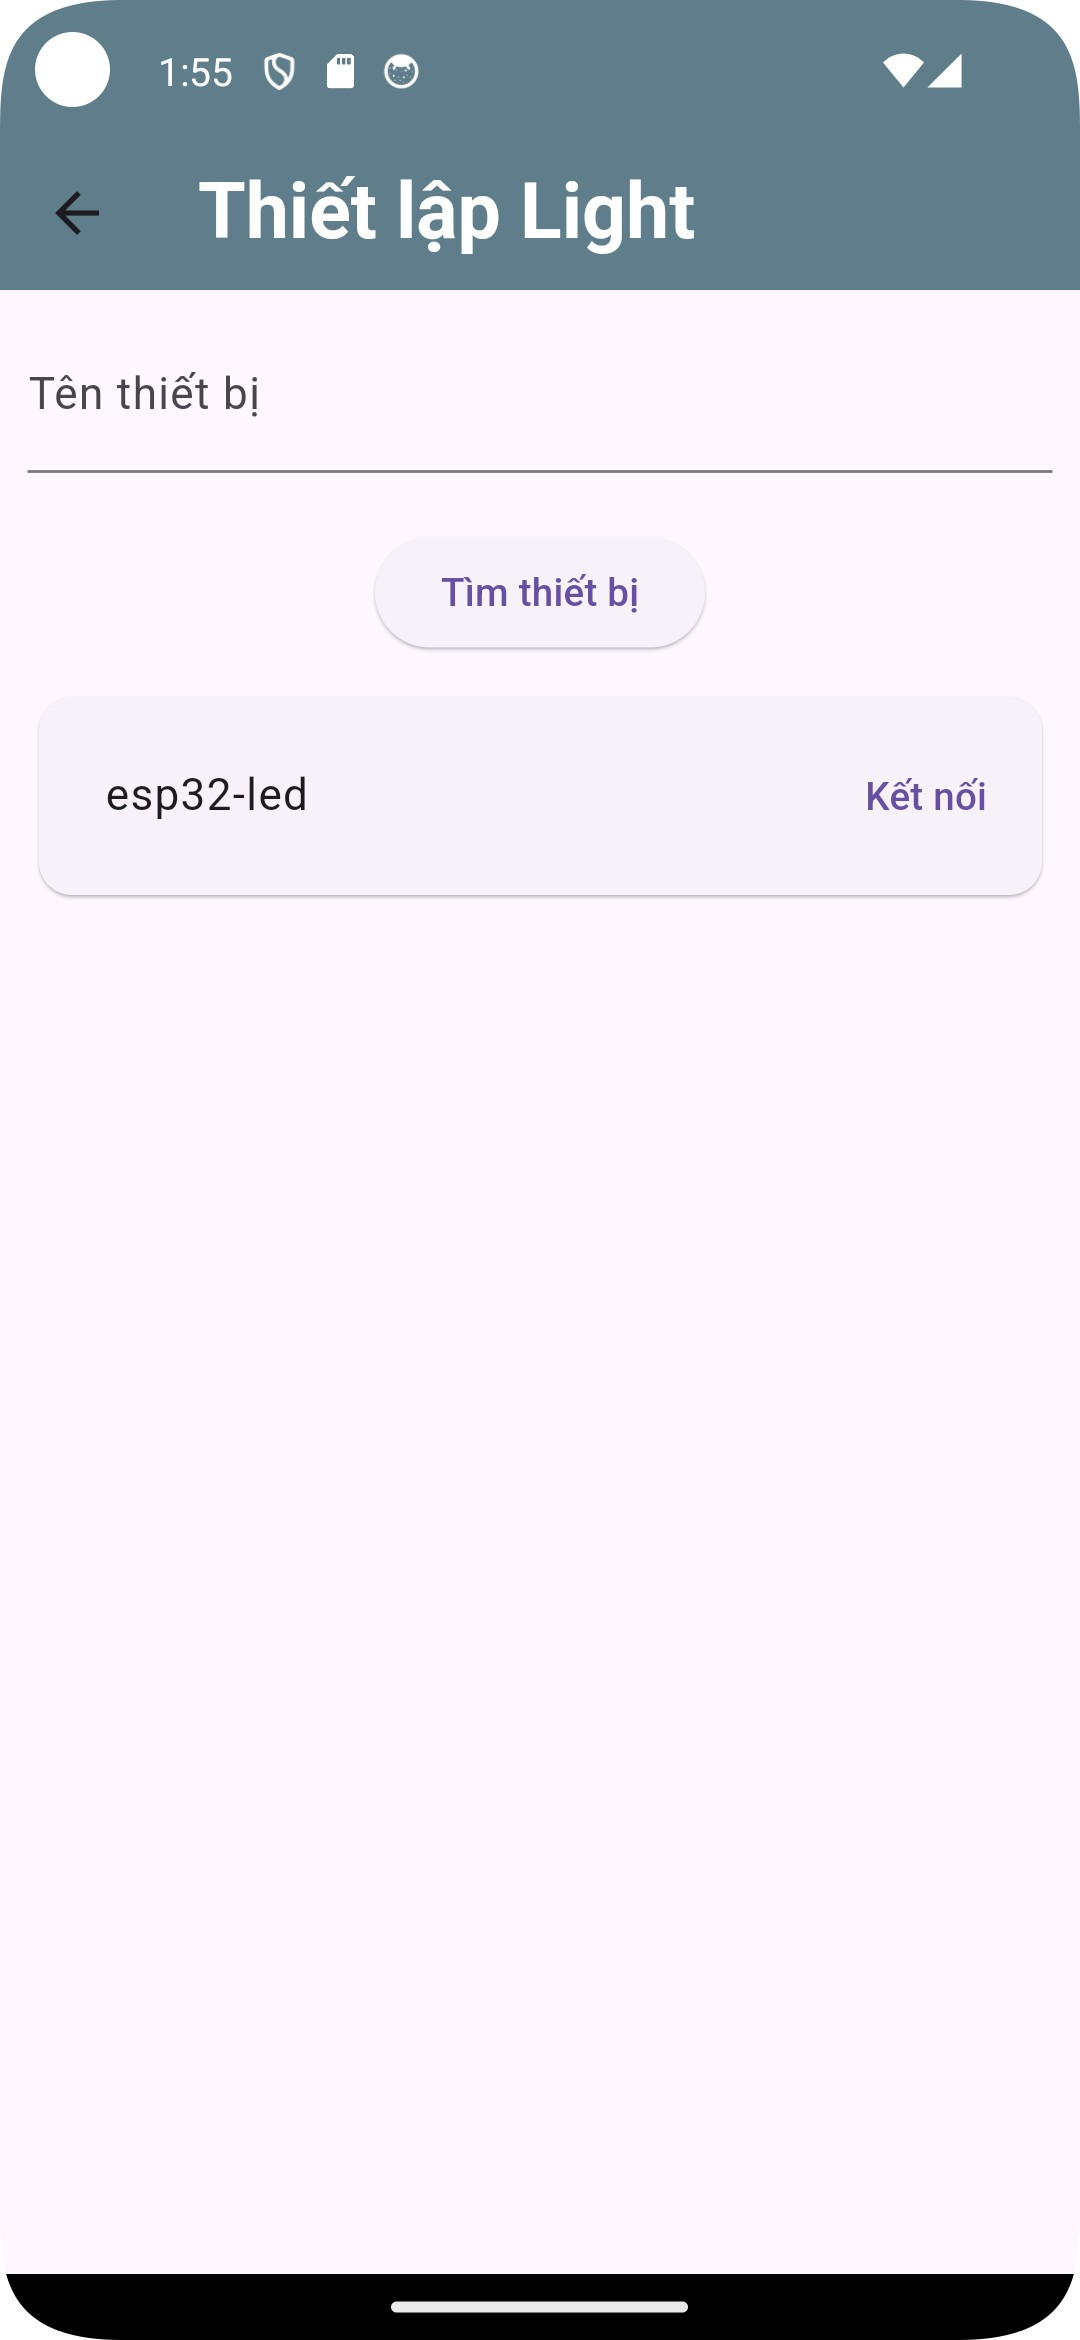 1:55
Thiết lập Light
Tên thiết bị
Tìm thiết bị
esp32-led
Kết nối